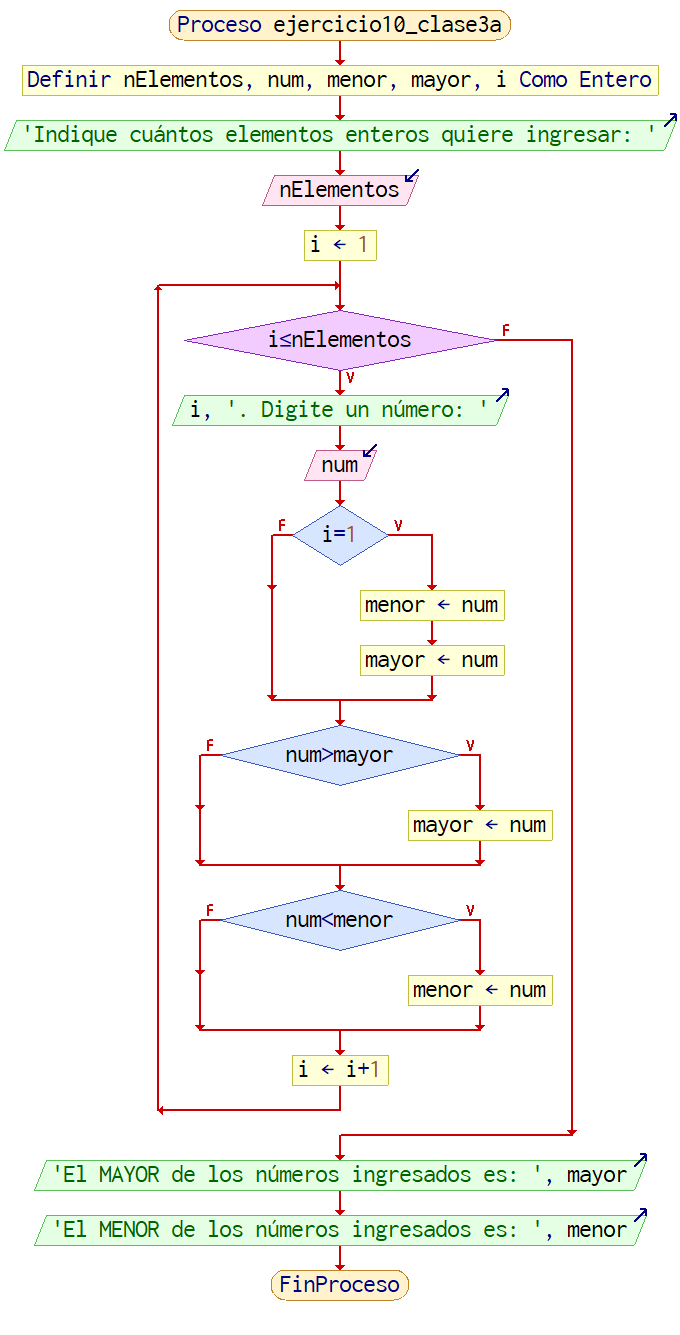 Proceso ejercicio10_clase3a
Definir nElementos, num, menor, mayor, i Como Entero
'Indique cuántos elementos enteros quiere ingresar: '
nElementos
i ← 1
i≤nElementos
F
V
i, '. Digite un número: '
num
F
V
i=1
menor ← num
mayor ← num
F
V
num>mayor
mayor ← num
F
V
num<menor
menor ← num
i ← i+1
'El MAYOR de los números ingresados es: ', mayor
'El MENOR de los números ingresados es: ', menor
FinProceso